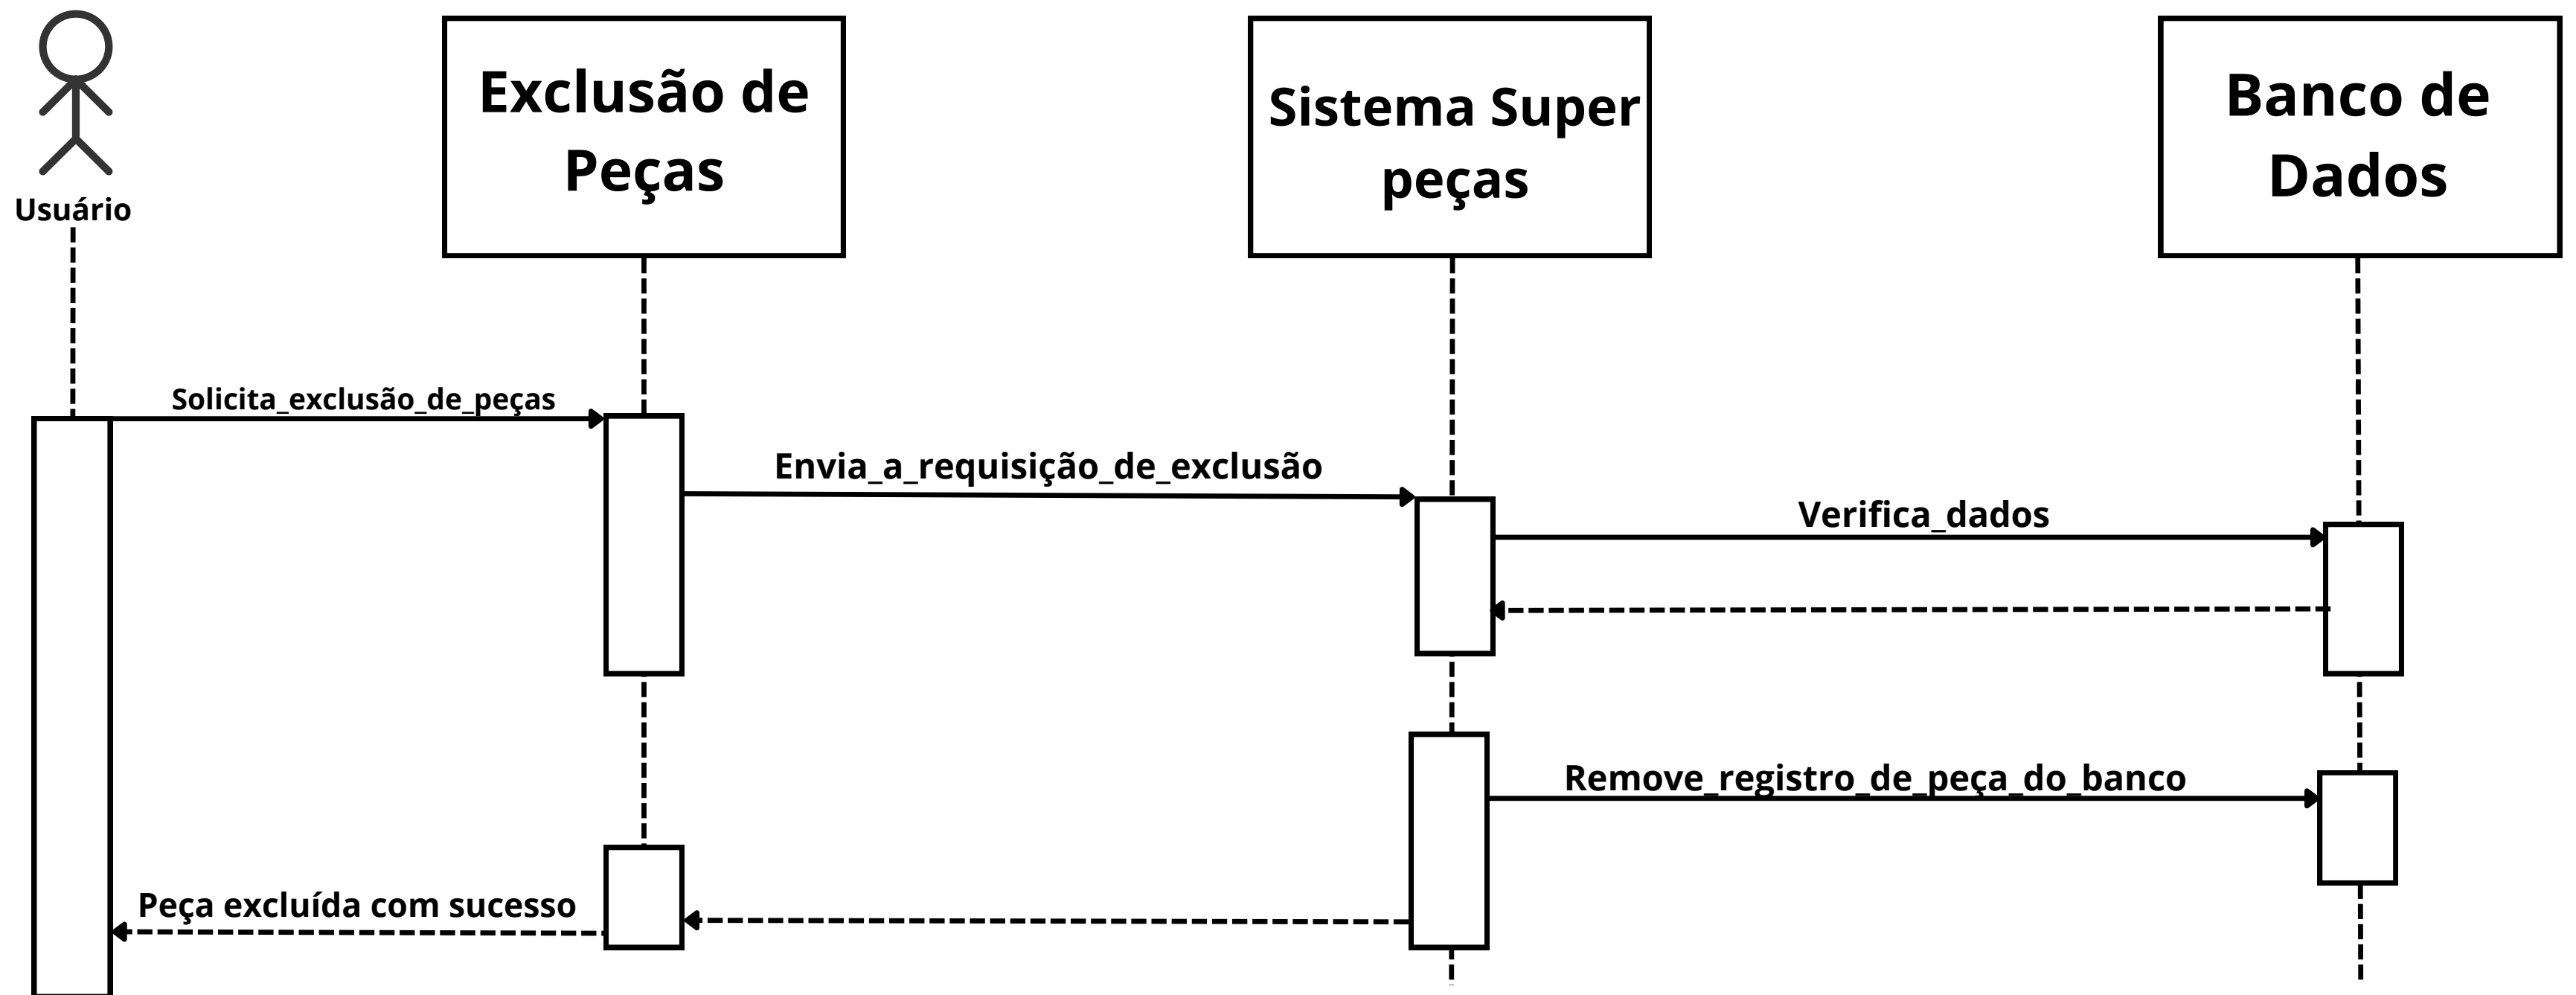 Exclusão de
Peças
Sistema Super
peças
Banco de
Dados
Usuário
Solicita_exclusão_de_peças
Envia_a_requisição_de_exclusão
Verifica_dados
Remove_registro_de_peça_do_banco
Peça excluída com sucesso